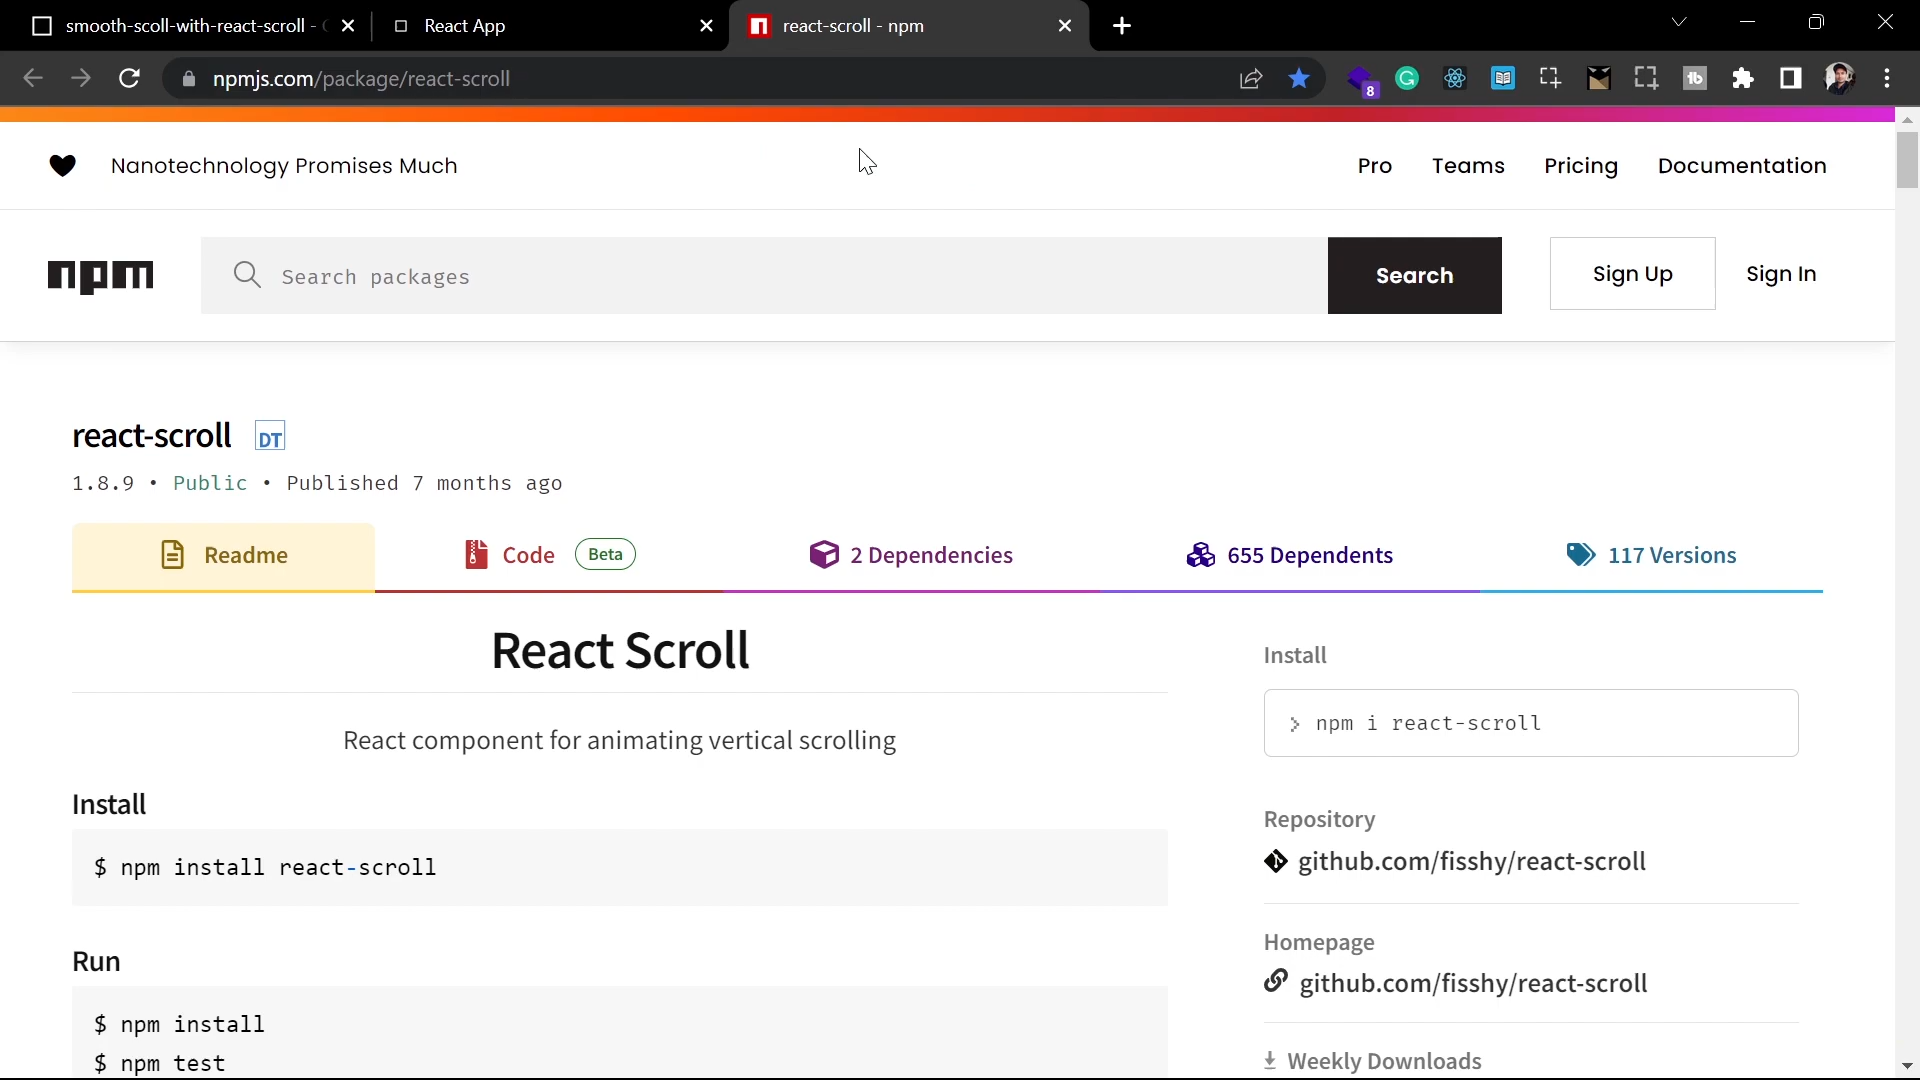 smooth-scoll-with-react-scroll -
React App
react-scroll - npm
npmjs.com/package/react-scroll
8
Nanotechnology Promises Much
Pro
Teams
Pricing
Documentation
npm
Search packages
Search
Sign Up
Sign In
react-scroll
DT
1.8.9 • Public • Published 7 months ago
Readme
Code
Beta
2 Dependencies
655 Dependents
117 Versions
React Scroll
React component for animating vertical scrolling
Install
$ npm install react-scroll
Run
$ npm install
$ npm test
Install
npm i react-scroll
Repository
github.com/fisshy/react-scroll
Homepage
github.com/fisshy/react-scroll
Weekly Downloads